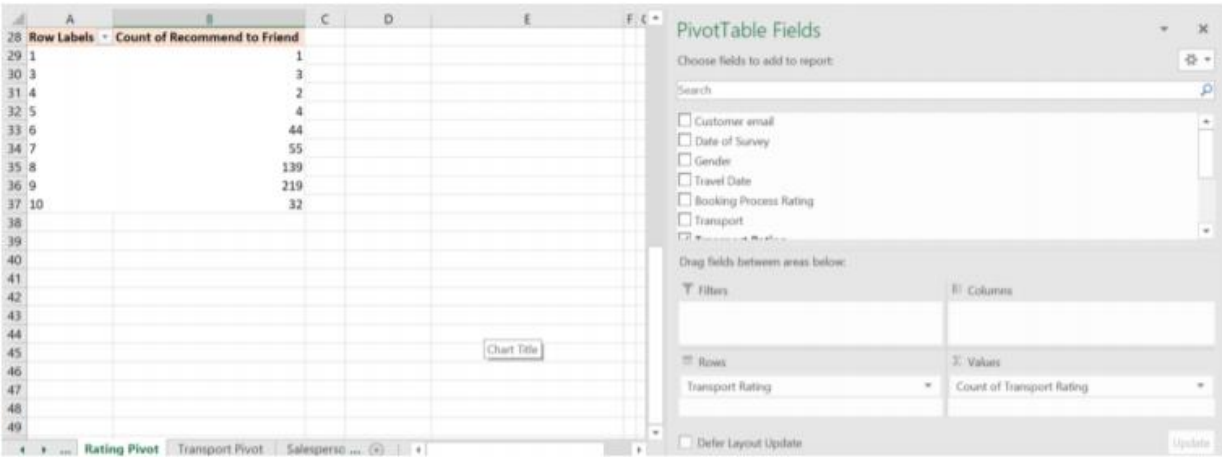 A B C D E F
28 Row Labels Count of Recommend to Friend
29 1 1
30 3 3
31 4 2
32 5 4
33 6 44
34 7 55
35 8 139
36 9 219
37 10 32
38
39
40
41
42
43
44
45 Chart Title
46
47
48
49
... Rating Pivot Transport Pivot Salesperso ...
PivotTable Fields
Choose fields to add to report:
Search
Customer email
Date of Survey
Gender
Travel Date
Booking Process Rating
Transport
Transport Rating
Drag fields between areas below:
Filters
Columns
Rows
Σ Values
Transport Rating
Count of Transport Rating
Defer Layout Update
Update